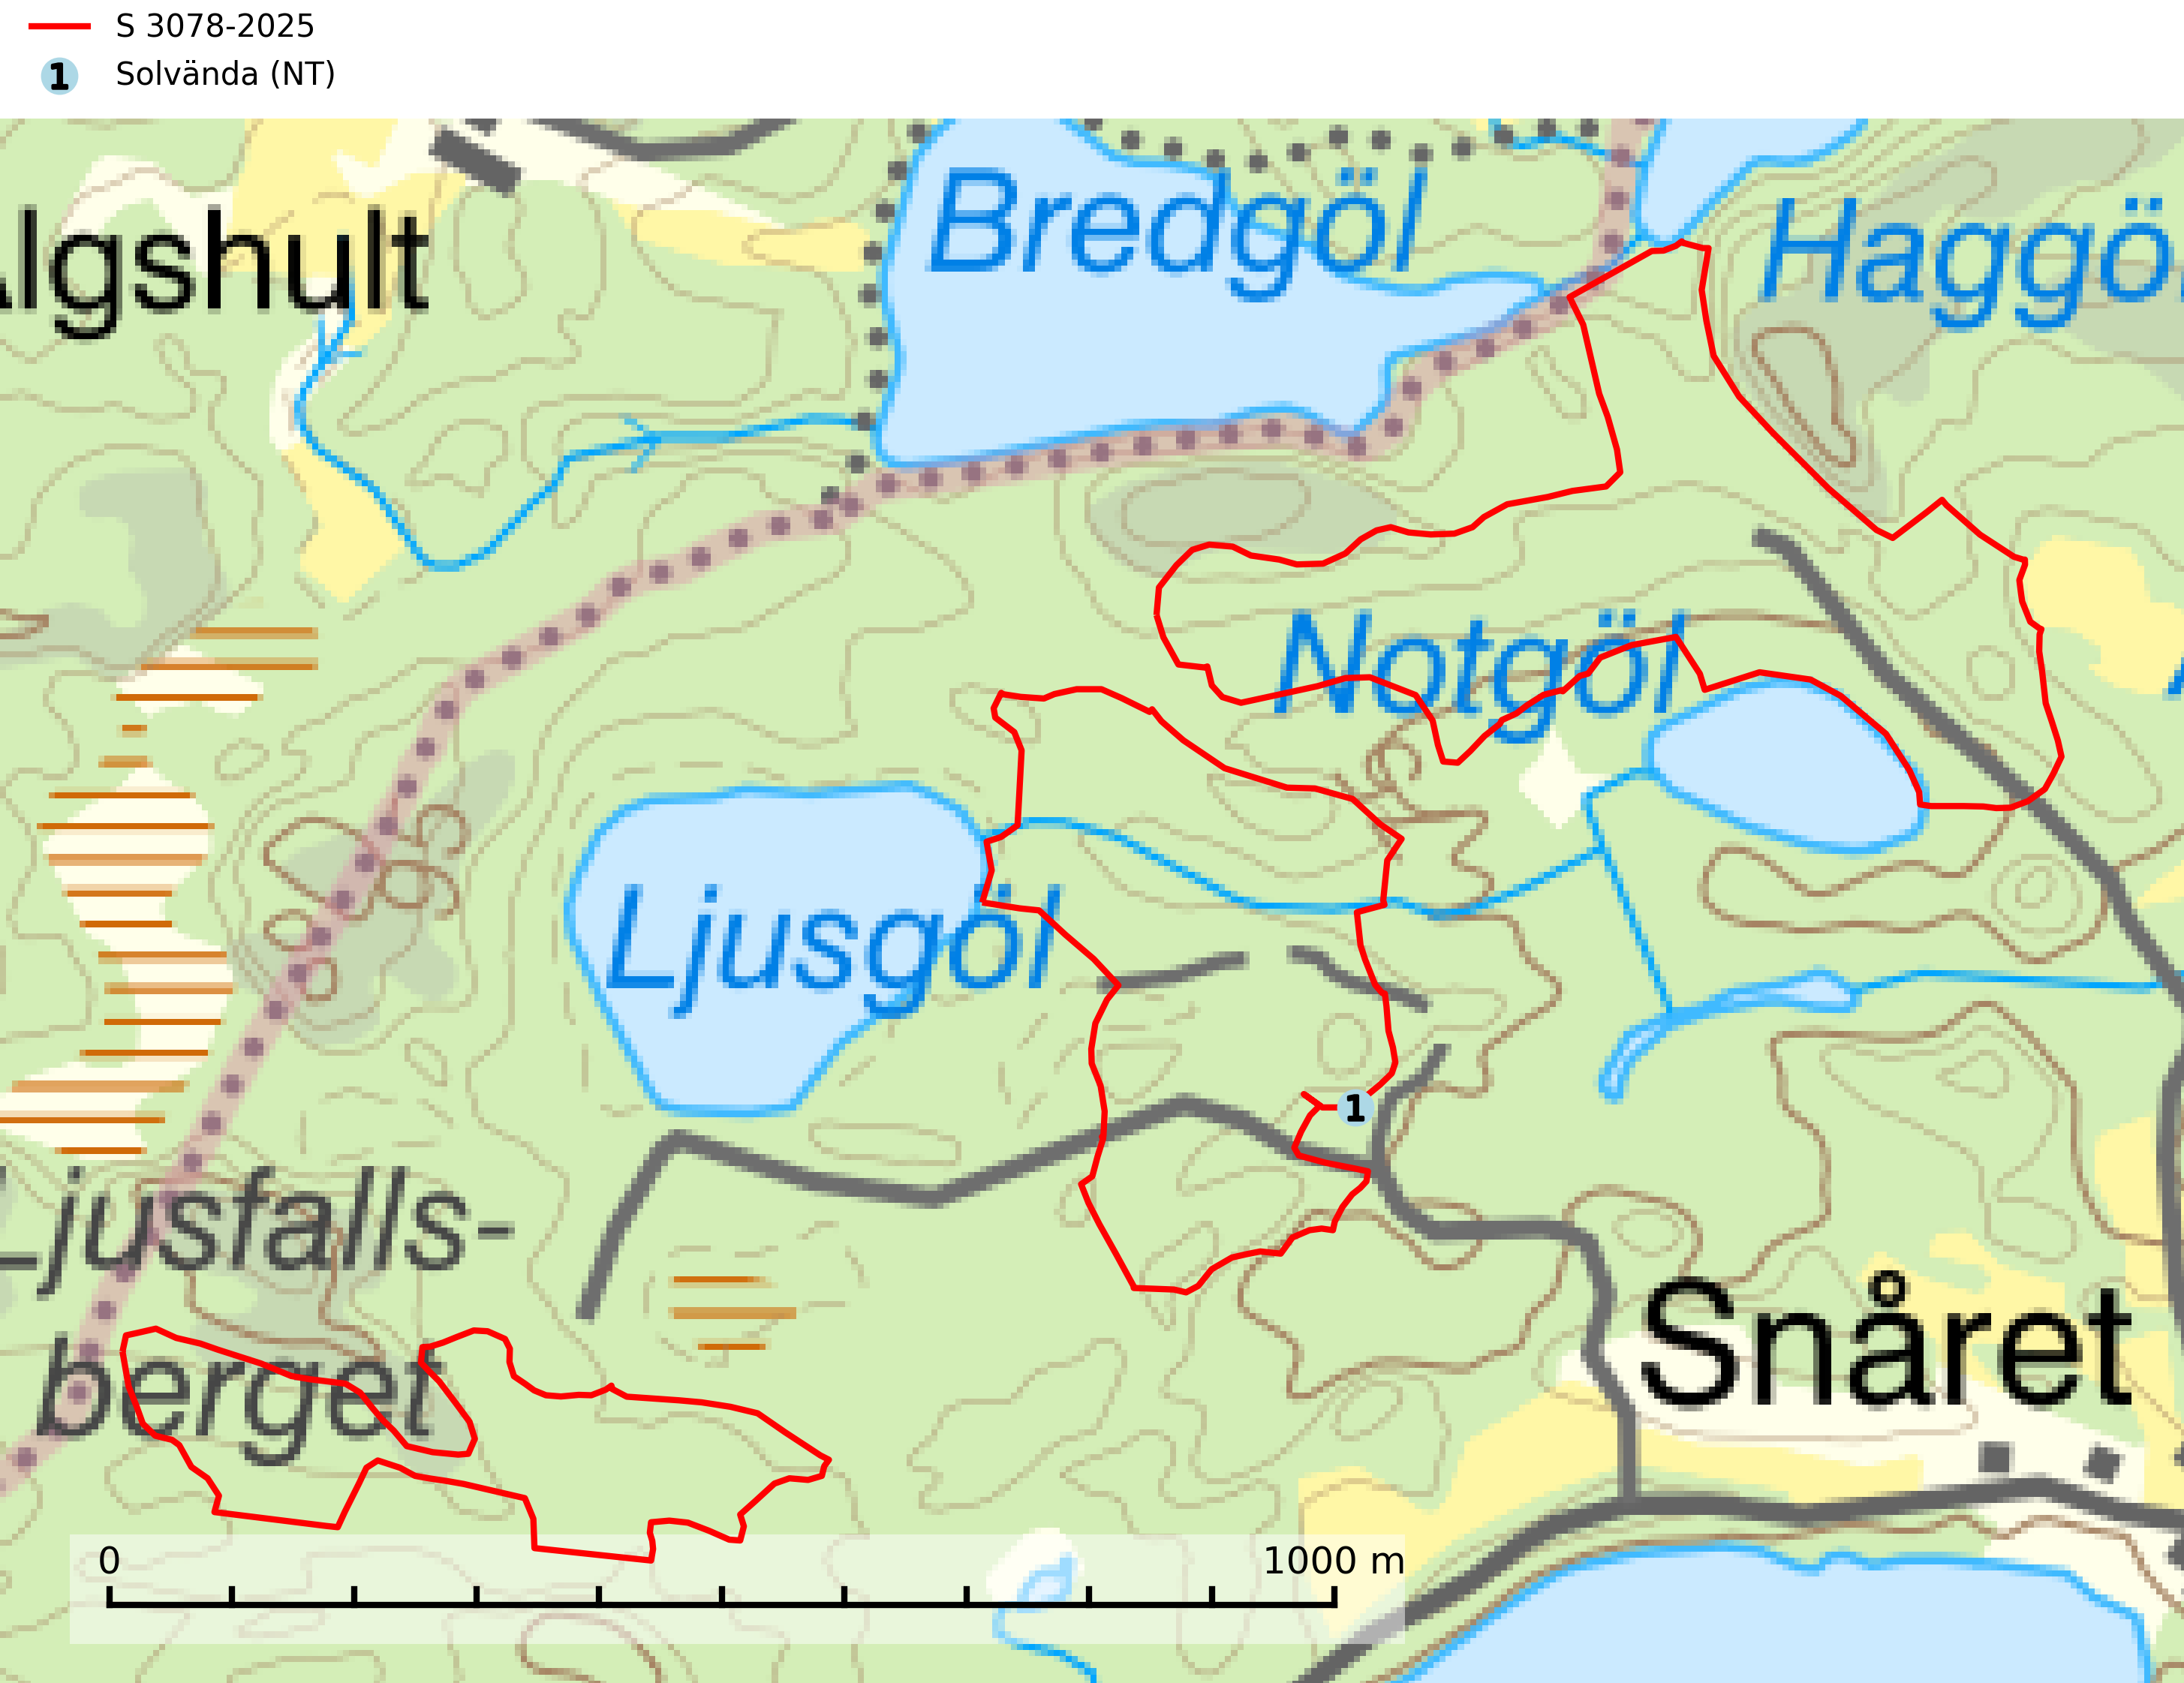 S 3078-2025
1 Solvända (NT)
Bredgöl
Haggö
lgshult
Notgöl
Ljusgöl
1
Ljusfalls-
berget
Snåret
0 1000 m